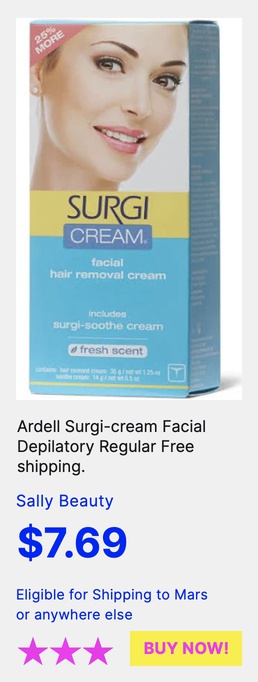 25%
MORE
SURGI
CREAM®
facial
hair removal cream
includes
surgi-soothe cream
fresh scent
Ardell Surgi-cream Facial
Depilatory Regular Free
shipping.
Sally Beauty
$7.69
Eligible for Shipping to Mars
or anywhere else
BUY NOW!